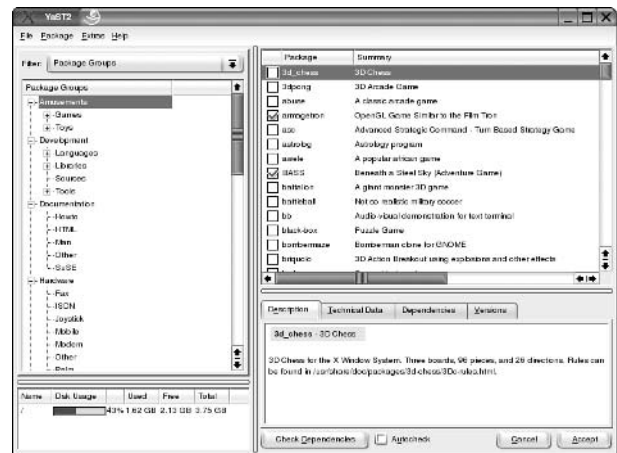 YaST2
File Package Extras Help
Filter: Package Groups
Package Groups
Amusements
Games
Toys
Development
Languages
Libraries
Sources
Tools
Documentation
Howto
HTML
Man
Other
SuSE
Hardware
Fax
ISDN
Joystick
Mobile
Modem
Other
Palm
Name Disk Usage Used Free Total
/ 43% 1.62 GB 2.13 GB 3.75 GB
Package Summary
3d_chess 3D Chess
3dpong 3D Arcade Game
abuse A classic arcade game
armagetron OpenGL Game Similar to the Film Tron
asc Advanced Strategic Command - Turn Based Strategy Game
astrolog Astrology program
awele A popular african game
BASS Beneath a Steel Sky (Adventure Game)
battalion A giant monster 3D game
battleball Not so realistic military soccer
bb Audio-visual demonstration for text terminal
black-box Puzzle Game
bombermaze Bomberman clone for GNOME
briquolo 3D Action Breakout using explosions and other effects
Description Technical Data Dependencies Versions
3d_chess - 3D Chess
3D Chess for the X Window System. Three boards, 96 pieces, and 26 directions. Rules can
be found in /usr/share/doc/packages/3d-chess/3Dc-rules.html.
Check Dependencies Autocheck Cancel Accept